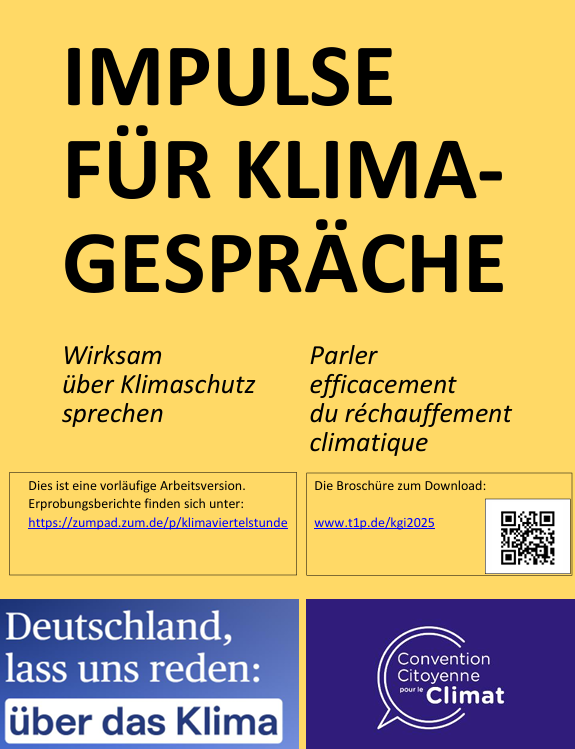 IMPULSE
FÜR KLIMA-
GESPRÄCHE
Wirksam
über Klimaschutz
sprechen
Parler
efficacement
du réchauffement
climatique
Dies ist eine vorläufige Arbeitsversion.
Erprobungsberichte finden sich unter:
https://zumpad.zum.de/p/klimaviertelstunde
Die Broschüre zum Download:
www.t1p.de/kgi2025
Deutschland,
lass uns reden:
über das Klima
Convention
Citoyenne
pour le Climat